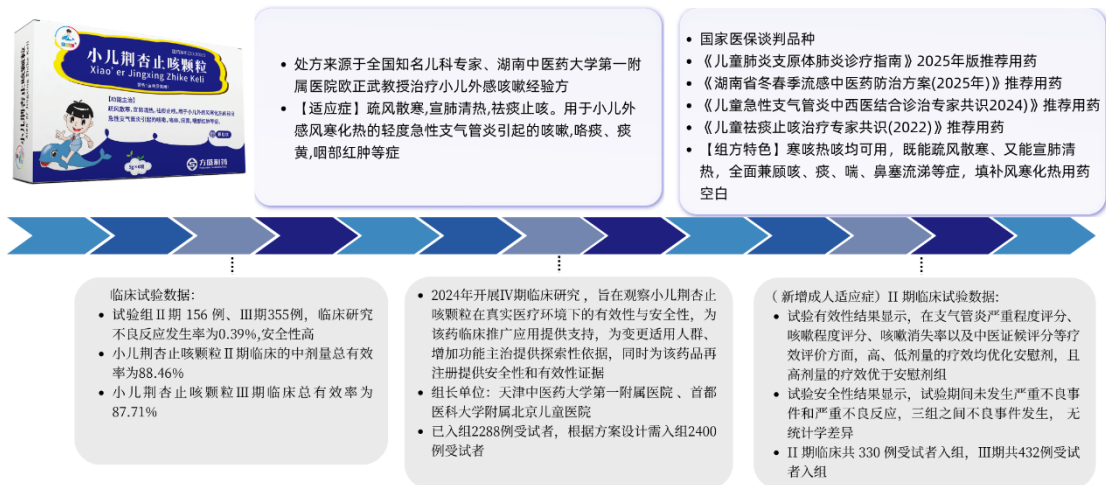 小儿荆杏止咳颗粒
Xiao' er Jingxing Zhike Keli
【功能主治】
方盛制药
5g×6袋
• 处方来源于全国知名儿科专家、湖南中医药大学第一附
属医院欧正武教授治疗小儿外感咳嗽经验方
• 【适应症】疏风散寒,宣肺清热,祛痰止咳。用于小儿外
感风寒化热的轻度急性支气管炎引起的咳嗽,咯痰、痰
黄,咽部红肿等症
• 国家医保谈判品种
• 《儿童肺炎支原体肺炎诊疗指南》2025年版推荐用药
• 《湖南省冬春季流感中医药防治方案(2025年)》推荐用药
• 《儿童急性支气管炎中西医结合诊治专家共识2024)》推荐用药
• 《儿童祛痰止咳治疗专家共识(2022)》推荐用药
• 【组方特色】寒咳热咳均可用，既能疏风散寒、又能宣肺清
热，全面兼顾咳、痰、喘、鼻塞流涕等症，填补风寒化热用药
空白
临床试验数据：
• 试验组Ⅱ期 156 例、Ⅲ期355例，临床研究
不良反应发生率为0.39%,安全性高
• 小儿荆杏止咳颗粒Ⅱ期临床的中剂量总有效
率为88.46%
• 小儿荆杏止咳颗粒Ⅲ期临床总有效率为
87.71%
• 2024年开展Ⅳ期临床研究 ，旨在观察小儿荆杏止
咳颗粒在真实医疗环境下的有效性与安全性，为
该药临床推广应用提供支持，为变更适用人群、
增加功能主治提供探索性依据，同时为该药品再
注册提供安全性和有效性证据
• 组长单位：天津中医药大学第一附属医院 、首都
医科大学附属北京儿童医院
• 已入组2288例受试者，根据方案设计需入组2400
例受试者
（ 新增成人适应症）II 期临床试验数据：
• 试验有效性结果显示，在支气管炎严重程度评分、
咳嗽程度评分、咳嗽消失率以及中医证候评分等疗
效评价方面，高、低剂量的疗效均优化安慰剂，且
高剂量的疗效优于安慰剂组
• 试验安全性结果显示，试验期间未发生严重不良事
件和严重不良反应，三组之间不良事件发生， 无
统计学差异
• II 期临床共 330 例受试者入组，Ⅲ期共432例受试
者入组